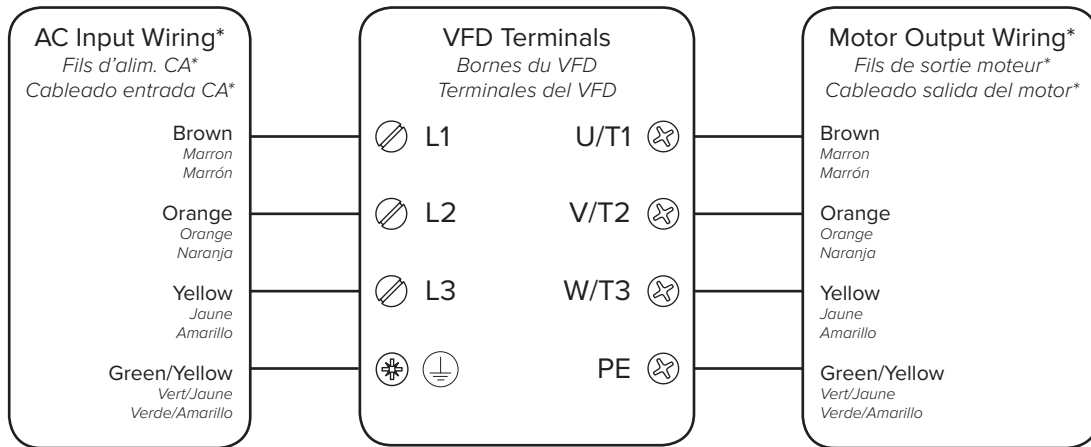 AC Input Wiring*
Fils d'alim. CA*
Cableado entrada CA*
Brown
Marron
Marrón
Orange
Orange
Naranja
Yellow
Jaune
Amarillo
Green/Yellow
Vert/Jaune
Verde/Amarillo
VFD Terminals
Bornes du VFD
Terminales del VFD
L1 U/T1
L2 V/T2
L3 W/T3
PE
Motor Output Wiring*
Fils de sortie moteur*
Cableado salida del motor*
Brown
Marron
Marrón
Orange
Orange
Naranja
Yellow
Jaune
Amarillo
Green/Yellow
Vert/Jaune
Verde/Amarillo